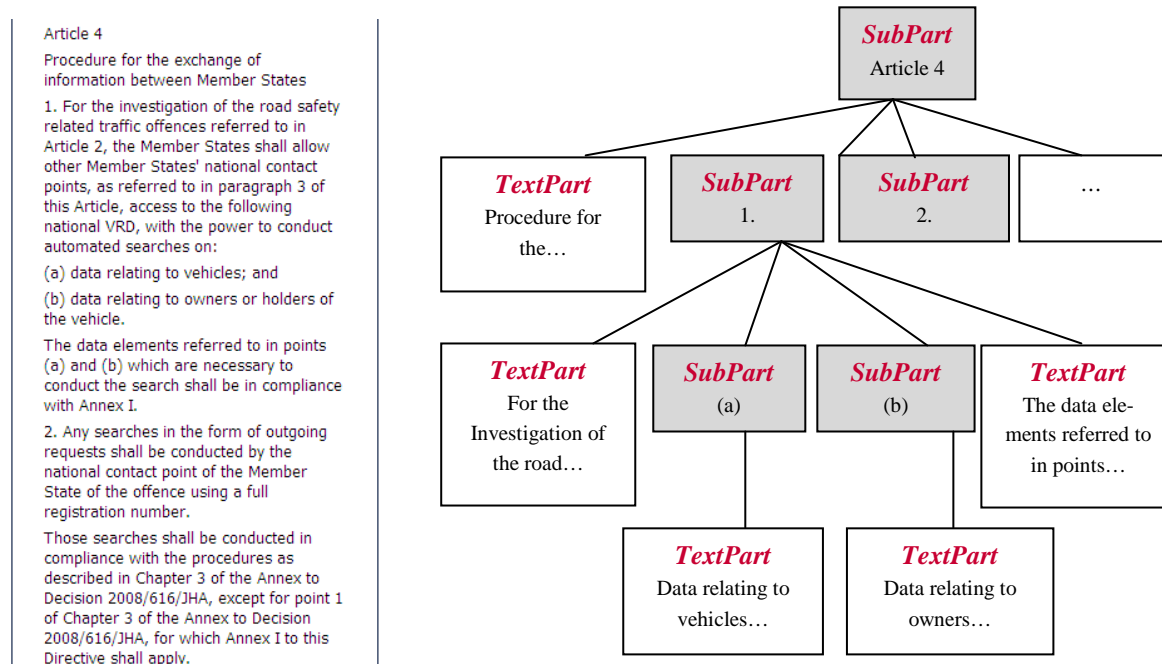 Article 4
Procedure for the exchange of
information between Member States
1. For the investigation of the road safety
related traffic offences referred to in
Article 2, the Member States shall allow
other Member States' national contact
points, as referred to in paragraph 3 of
this Article, access to the following
national VRD, with the power to conduct
automated searches on:
(a) data relating to vehicles; and
(b) data relating to owners or holders of
the vehicle.
The data elements referred to in points
(a) and (b) which are necessary to
conduct the search shall be in compliance
with Annex I.
2. Any searches in the form of outgoing
requests shall be conducted by the
national contact point of the Member
State of the offence using a full
registration number.
Those searches shall be conducted in
compliance with the procedures as
described in Chapter 3 of the Annex to
Decision 2008/616/JHA, except for point 1
of Chapter 3 of the Annex to Decision
2008/616/JHA, for which Annex I to this
Directive shall apply.
SubPart
Article 4
TextPart
Procedure for
the…
SubPart
1.
SubPart
2.
…
TextPart
For the
Investigation of
the road…
SubPart
(a)
SubPart
(b)
TextPart
The data ele-
ments referred to
in points…
TextPart
Data relating to
vehicles…
TextPart
Data relating to
owners…